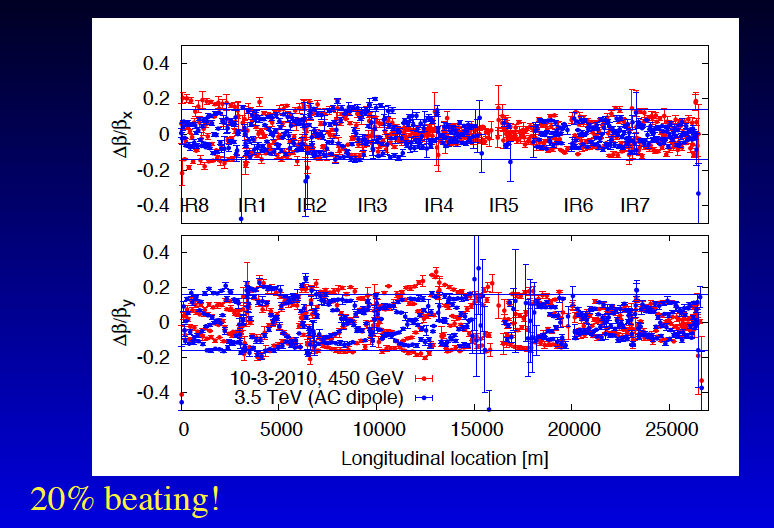 0.4
0.2
0
-0.2
-0.4
Δβ/βx
IR8 IR1 IR2 IR3 IR4 IR5 IR6 IR7
0.4
0.2
0
-0.2
-0.4
Δβ/βy
10-3-2010, 450 GeV
3.5 TeV (AC dipole)
0 5000 10000 15000 20000 25000
Longitudinal location [m]
20% beating!